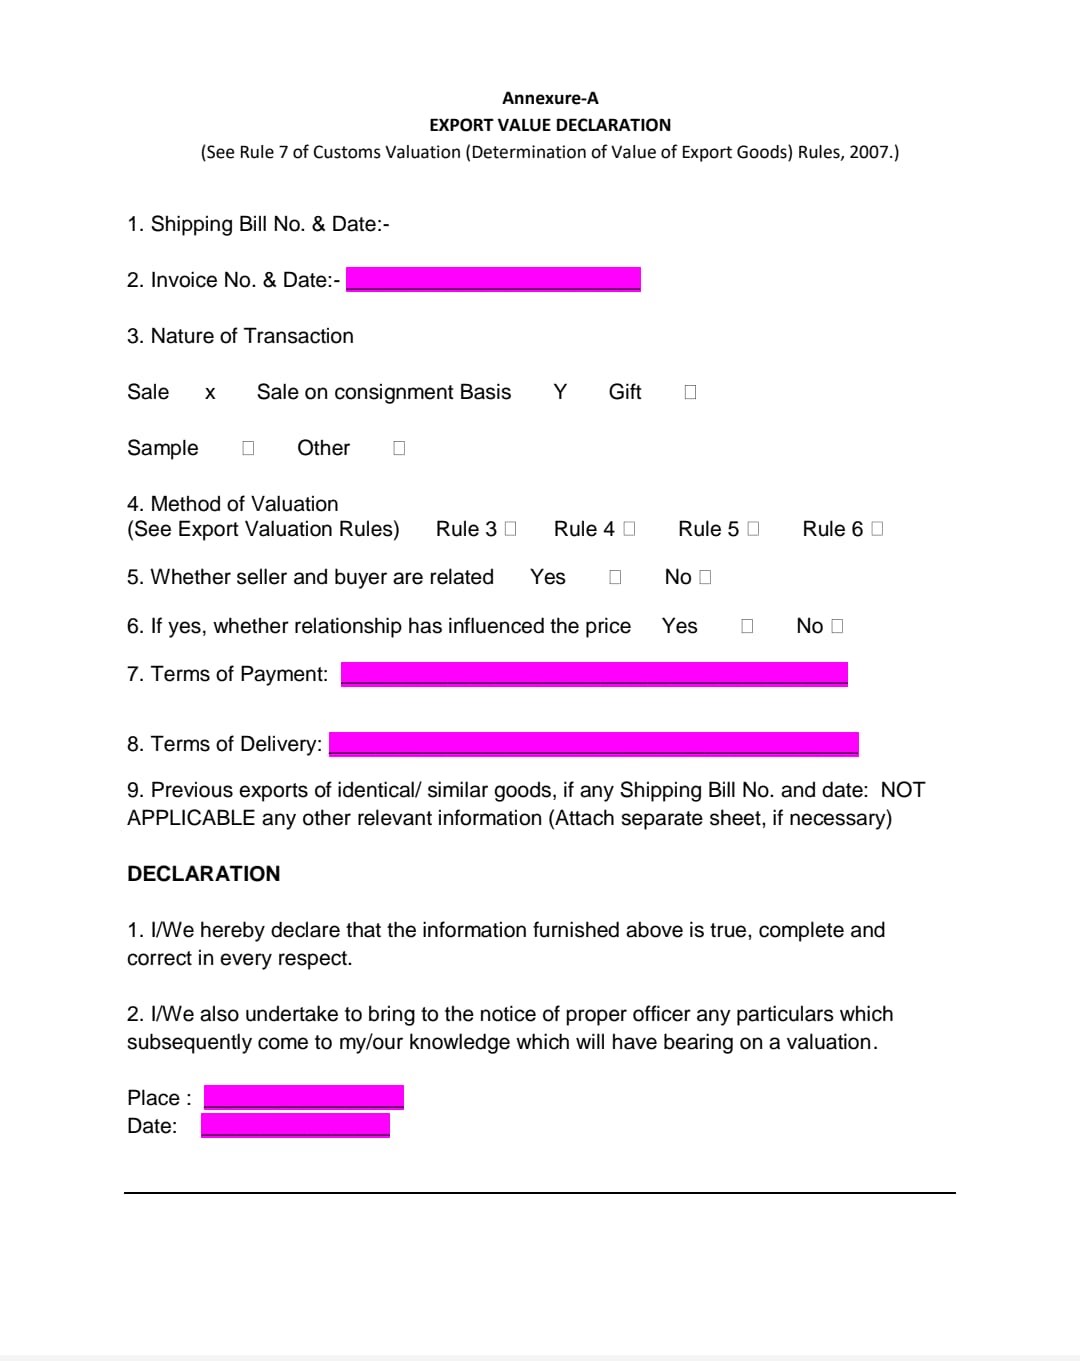 Annexure-A
EXPORT VALUE DECLARATION
(See Rule 7 of Customs Valuation (Determination of Value of Export Goods) Rules, 2007.)
1. Shipping Bill No. & Date:-
2. Invoice No. & Date:-
3. Nature of Transaction
Sale x Sale on consignment Basis Y Gift □
Sample □ Other □
4. Method of Valuation
(See Export Valuation Rules) Rule 3 □ Rule 4 □ Rule 5 □ Rule 6 □
5. Whether seller and buyer are related Yes □ No □
6. If yes, whether relationship has influenced the price Yes □ No □
7. Terms of Payment:
8. Terms of Delivery:
9. Previous exports of identical/ similar goods, if any Shipping Bill No. and date: NOT
APPLICABLE any other relevant information (Attach separate sheet, if necessary)
DECLARATION
1. I/We hereby declare that the information furnished above is true, complete and
correct in every respect.
2. I/We also undertake to bring to the notice of proper officer any particulars which
subsequently come to my/our knowledge which will have bearing on a valuation.
Place :
Date: